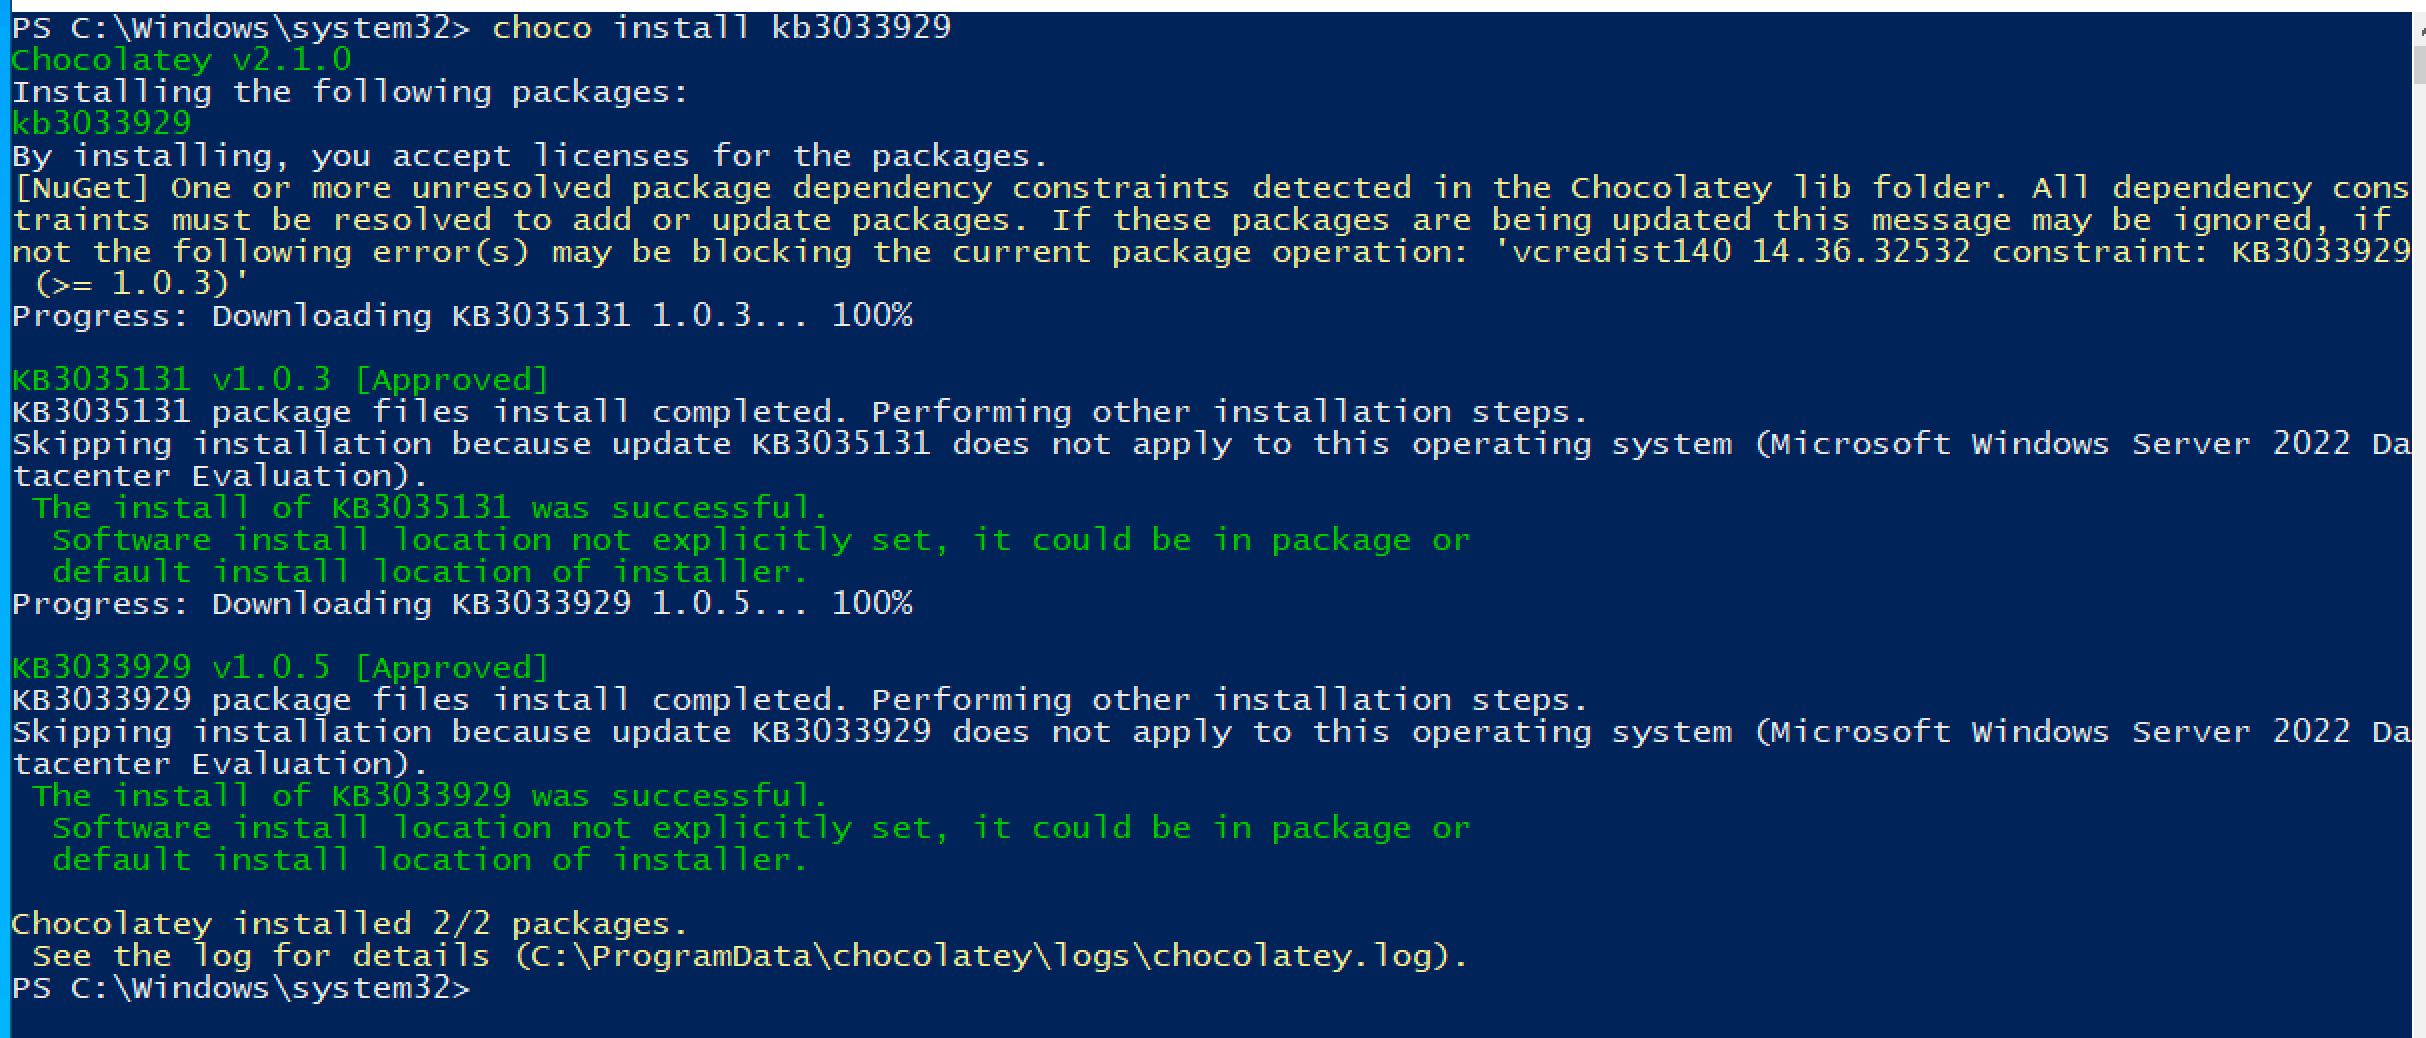 PS C:\Windows\system32> choco install kb3033929
Chocolatey v2.1.0
Installing the following packages:
kb3033929
By installing, you accept licenses for the packages.
[NuGet] One or more unresolved package dependency constraints detected in the Chocolatey lib folder. All dependency cons
traints must be resolved to add or update packages. If these packages are being updated this message may be ignored, if
not the following error(s) may be blocking the current package operation: 'vcredist140 14.36.32532 constraint: KB3033929
 (>= 1.0.3)'
Progress: Downloading KB3035131 1.0.3... 100%

KB3035131 v1.0.3 [Approved]
KB3035131 package files install completed. Performing other installation steps.
Skipping installation because update KB3035131 does not apply to this operating system (Microsoft Windows Server 2022 Da
tacenter Evaluation).
 The install of KB3035131 was successful.
  Software install location not explicitly set, it could be in package or
  default install location of installer.
Progress: Downloading KB3033929 1.0.5... 100%

KB3033929 v1.0.5 [Approved]
KB3033929 package files install completed. Performing other installation steps.
Skipping installation because update KB3033929 does not apply to this operating system (Microsoft Windows Server 2022 Da
tacenter Evaluation).
 The install of KB3033929 was successful.
  Software install location not explicitly set, it could be in package or
  default install location of installer.

Chocolatey installed 2/2 packages.
 See the log for details (C:\ProgramData\chocolatey\logs\chocolatey.log).
PS C:\Windows\system32>